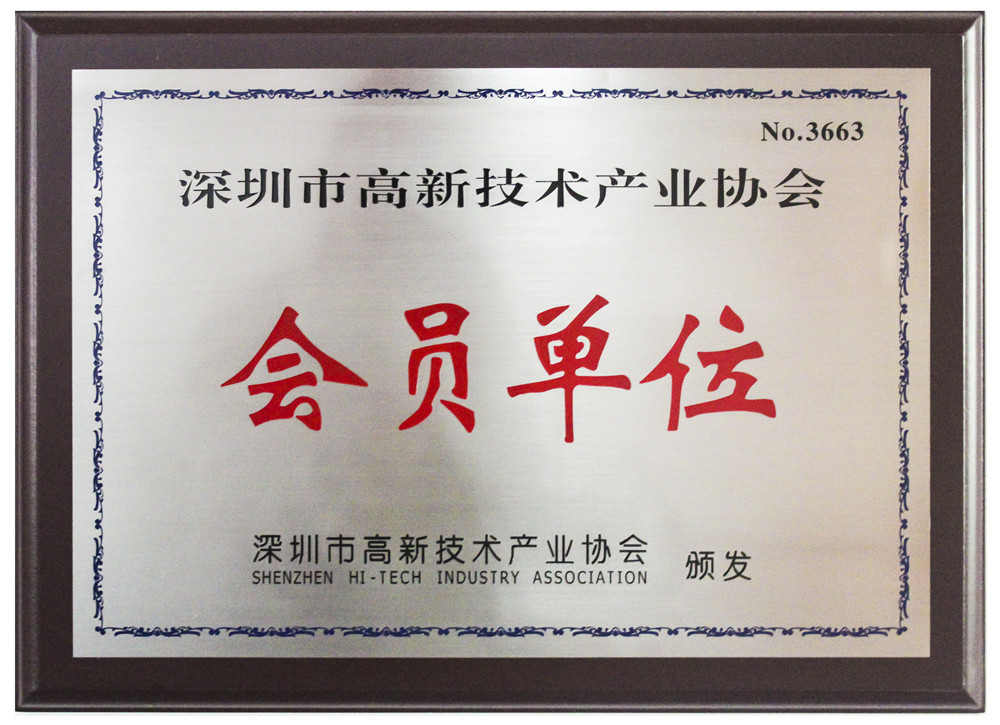 No.3663
深圳市高新技术产业协会
会员单位
深圳市高新技术产业协会 颁发
SHENZHEN HI-TECH INDUSTRY ASSOCIATION